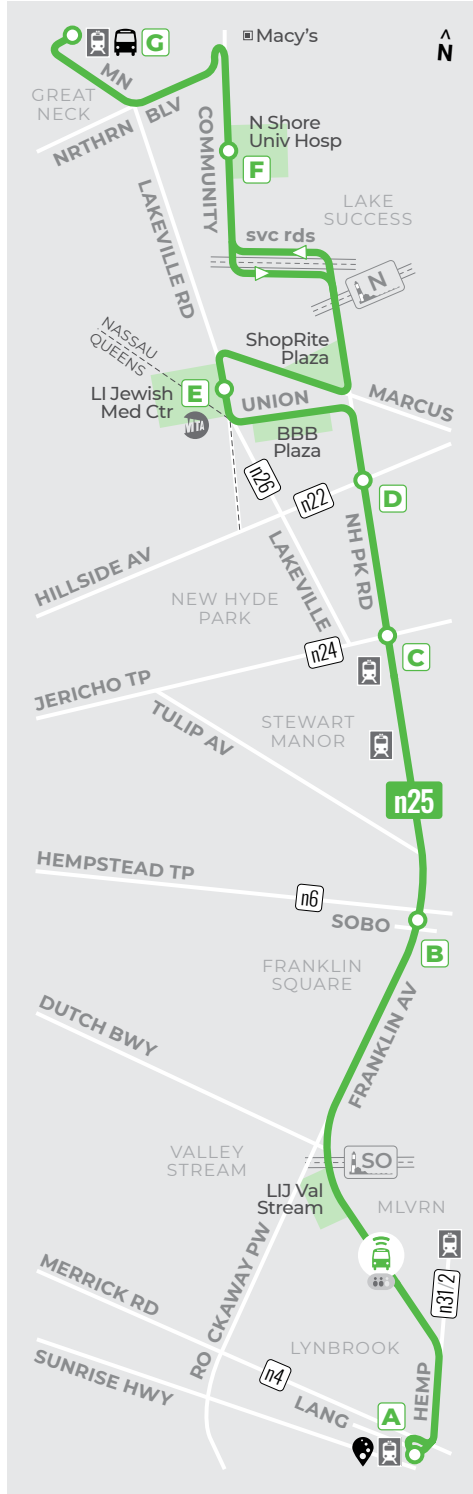 Macy's
N
G
MN
GREAT
NECK
NRTHRN BLV
COMMUNITY
N Shore
Univ Hosp
F
LAKEVILLE RD
LAKE
SUCCESS
svc rds
N
NASSAU
QUEENS
ShopRite
Plaza
E
LI Jewish
Med Ctr
MTA
UNION
MARCUS
BBB
Plaza
n26
n22
D
HILLSIDE AV
LAKEVILLE
NH PK RD
NEW HYDE
PARK
n24
C
JERICHO TP
TULIP AV
STEWART
MANOR
n25
HEMPSTEAD TP
n6
SOBO
B
FRANKLIN
SQUARE
DUTCH BWY
FRANKLIN AV
VALLEY
STREAM
SO
LIJ Val
Stream
MLVRN
RO CKAWAY PW
n31/2
MERRICK RD
LYNBROOK
SUNRISE HWY
n4
LANG
A
HEMP